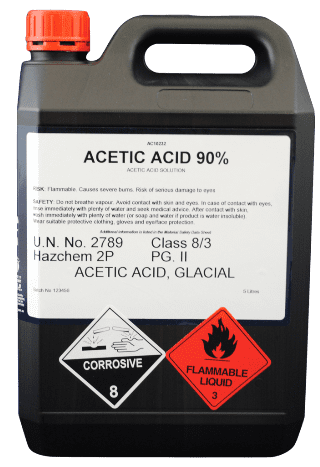 AC10232
ACETIC ACID 90%
ACETIC ACID SOLUTION
RISK: Flammable. Causes severe burns. Risk of serious damage to eyes
SAFETY: Do not breathe vapour. Avoid contact with skin and eyes. In case of contact with eyes,
rinse immediately with plenty of water and seek medical advice. After contact with skin,
wash immediately with plenty of water (or soap and water if product is water insoluble)
Wear suitable protective clothing, gloves and eye/face protection.
Additional information is listed in the Material Safety Data Sheet
U.N. No. 2789 Class 8/3
Hazchem 2P PG. II
ACETIC ACID, GLACIAL
Batch No 123456 5 Litres
CORROSIVE
8
FLAMMABLE
LIQUID
3